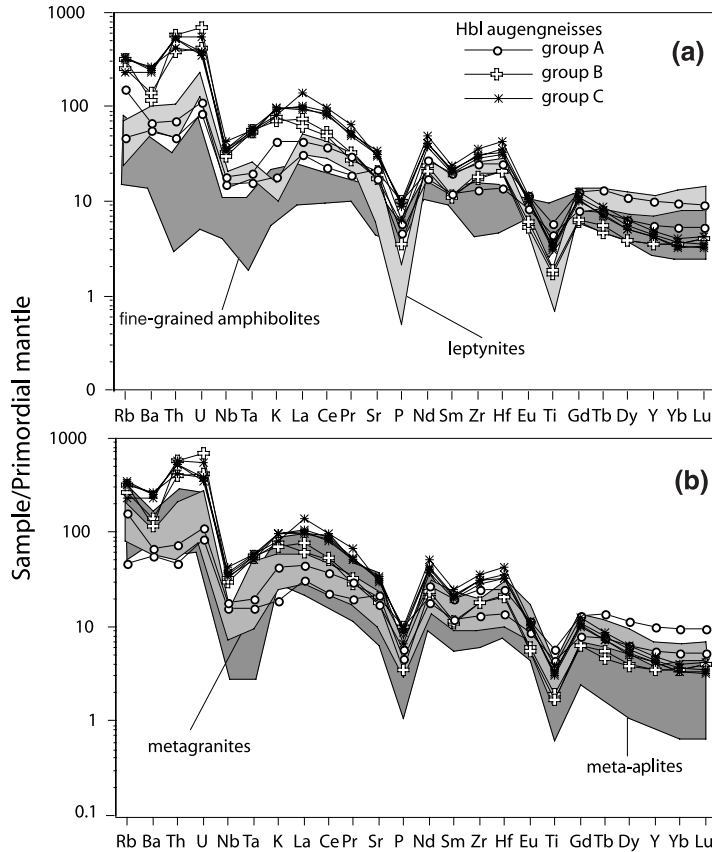 Sample/Primordial mantle
1000
100
10
1
0
(a)
Hbl augengneisses
group A
group B
group C
fine-grained amphibolites
leptynites
Rb Ba Th U Nb Ta K La Ce Pr Sr P Nd Sm Zr Hf Eu Ti Gd Tb Dy Y Yb Lu
1000
100
10
1
0.1
(b)
metagranites
meta-aplites
Rb Ba Th U Nb Ta K La Ce Pr Sr P Nd Sm Zr Hf Eu Ti Gd Tb Dy Y Yb Lu